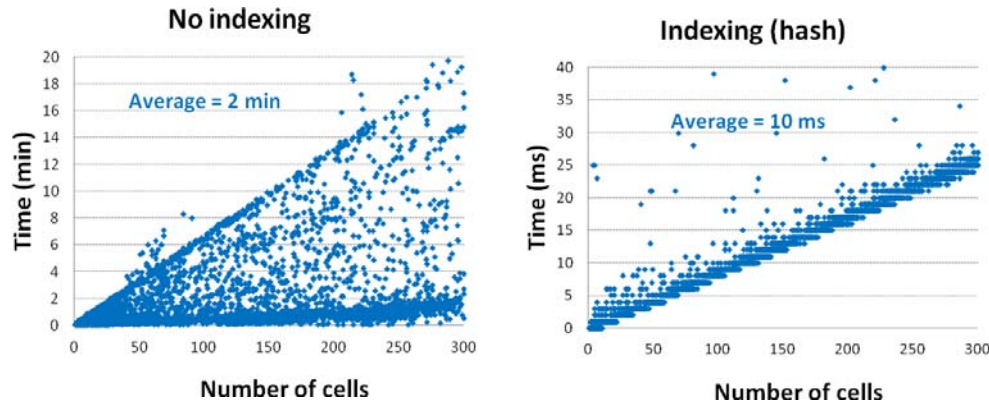 No indexing
20
18
16
14
12
10
8
6
4
2
0
Time (min)
Average = 2 min
0 50 100 150 200 250 300
Number of cells
Indexing (hash)
40
35
30
25
20
15
10
5
0
Time (ms)
Average = 10 ms
0 50 100 150 200 250 300
Number of cells